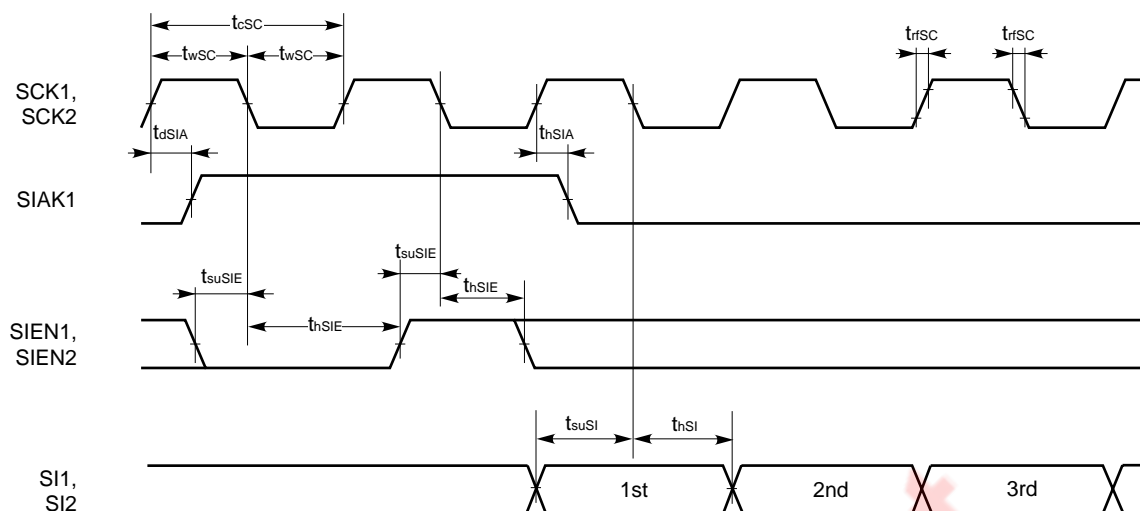 tcSC
twSC twSC
trfSC trfSC
SCK1,
SCK2
tdSIA thSIA
SIAK1
tsuSIE tsuSIE
thSIE
thSIE
SIEN1,
SIEN2
tsuSI thSI
SI1,
SI2
1st 2nd 3rd